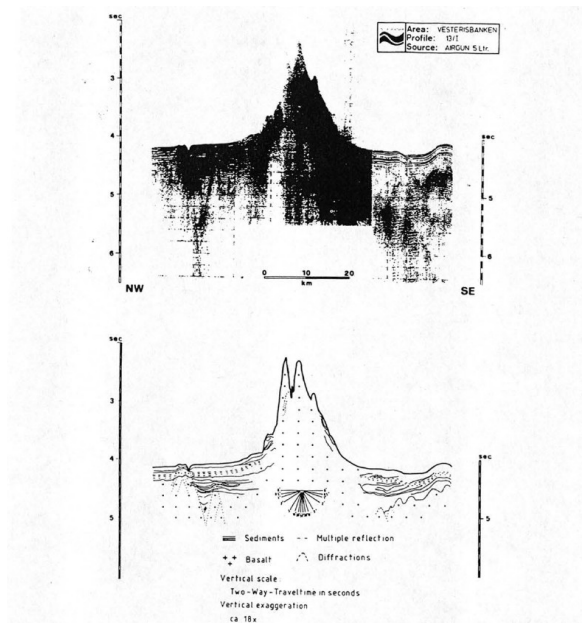 sec
Area: VESTERISBANKEN
Profile: 13/I
Source: AIRGUN 5 Ltr.
3
4
5
6
sec
5
6
0 10 20
km
NW
SE
sec
3
4
5
sec
5
Sediments
Multiple reflection
Basalt
Diffractions
Vertical scale
Two-Way-Traveltime in seconds
Vertical exaggeration
ca 18x